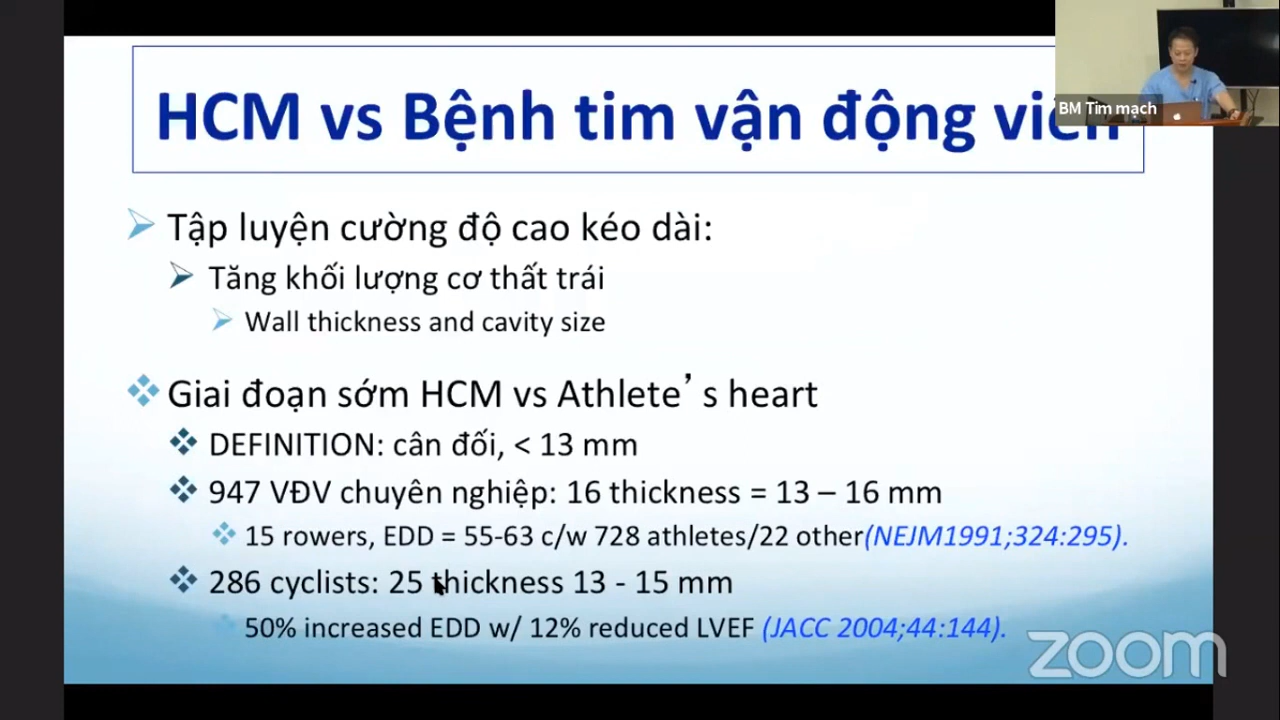 HCM vs Bệnh tim vận động viên
BM Tim mạch
Tập luyện cường độ cao kéo dài:
Tăng khối lượng cơ thất trái
Wall thickness and cavity size
Giai đoạn sớm HCM vs Athlete’s heart
DEFINITION: cân đối, < 13 mm
947 VĐV chuyên nghiệp: 16 thickness = 13 – 16 mm
15 rowers, EDD = 55-63 c/w 728 athletes/22 other(NEJM1991;324:295).
286 cyclists: 25 thickness 13 - 15 mm
50% increased EDD w/ 12% reduced LVEF (JACC 2004;44:144).
zoom